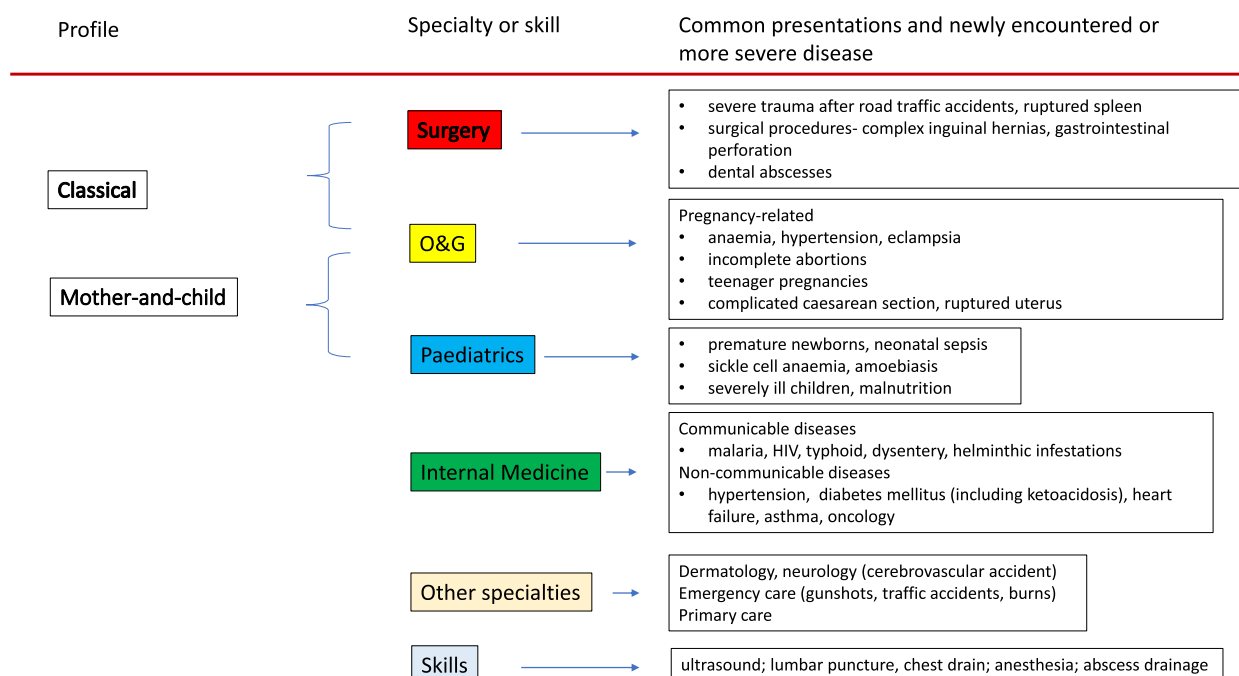 Profile
Specialty or skill
Common presentations and newly encountered or
more severe disease
Classical
Mother-and-child
Surgery
• severe trauma after road traffic accidents, ruptured spleen
• surgical procedures- complex inguinal hernias, gastrointestinal
perforation
• dental abscesses
O&G
Pregnancy-related
• anaemia, hypertension, eclampsia
• incomplete abortions
• teenager pregnancies
• complicated caesarean section, ruptured uterus
Paediatrics
• premature newborns, neonatal sepsis
• sickle cell anaemia, amoebiasis
• severely ill children, malnutrition
Internal Medicine
Communicable diseases
• malaria, HIV, typhoid, dysentery, helminthic infestations
Non-communicable diseases
• hypertension, diabetes mellitus (including ketoacidosis), heart
failure, asthma, oncology
Other specialties
Dermatology, neurology (cerebrovascular accident)
Emergency care (gunshots, traffic accidents, burns)
Primary care
Skills
ultrasound; lumbar puncture, chest drain; anesthesia; abscess drainage